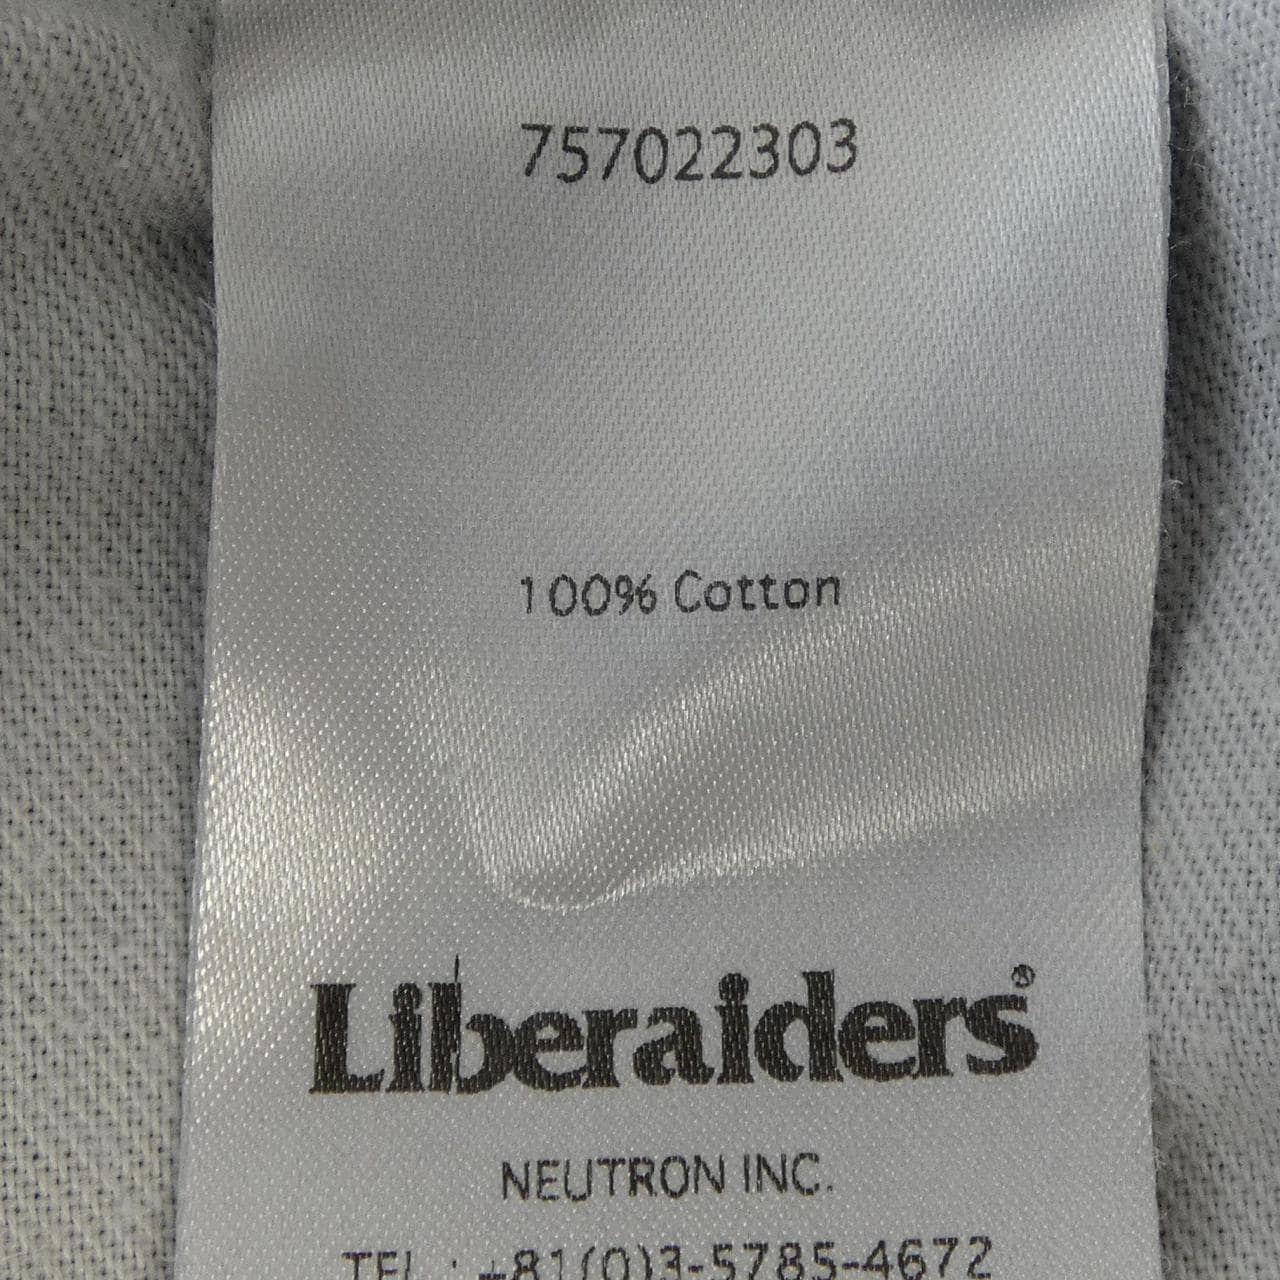 757022303
100% Cotton
Liberaiders®
NEUTRON INC.
TEL : +81(0)3-5785-4672